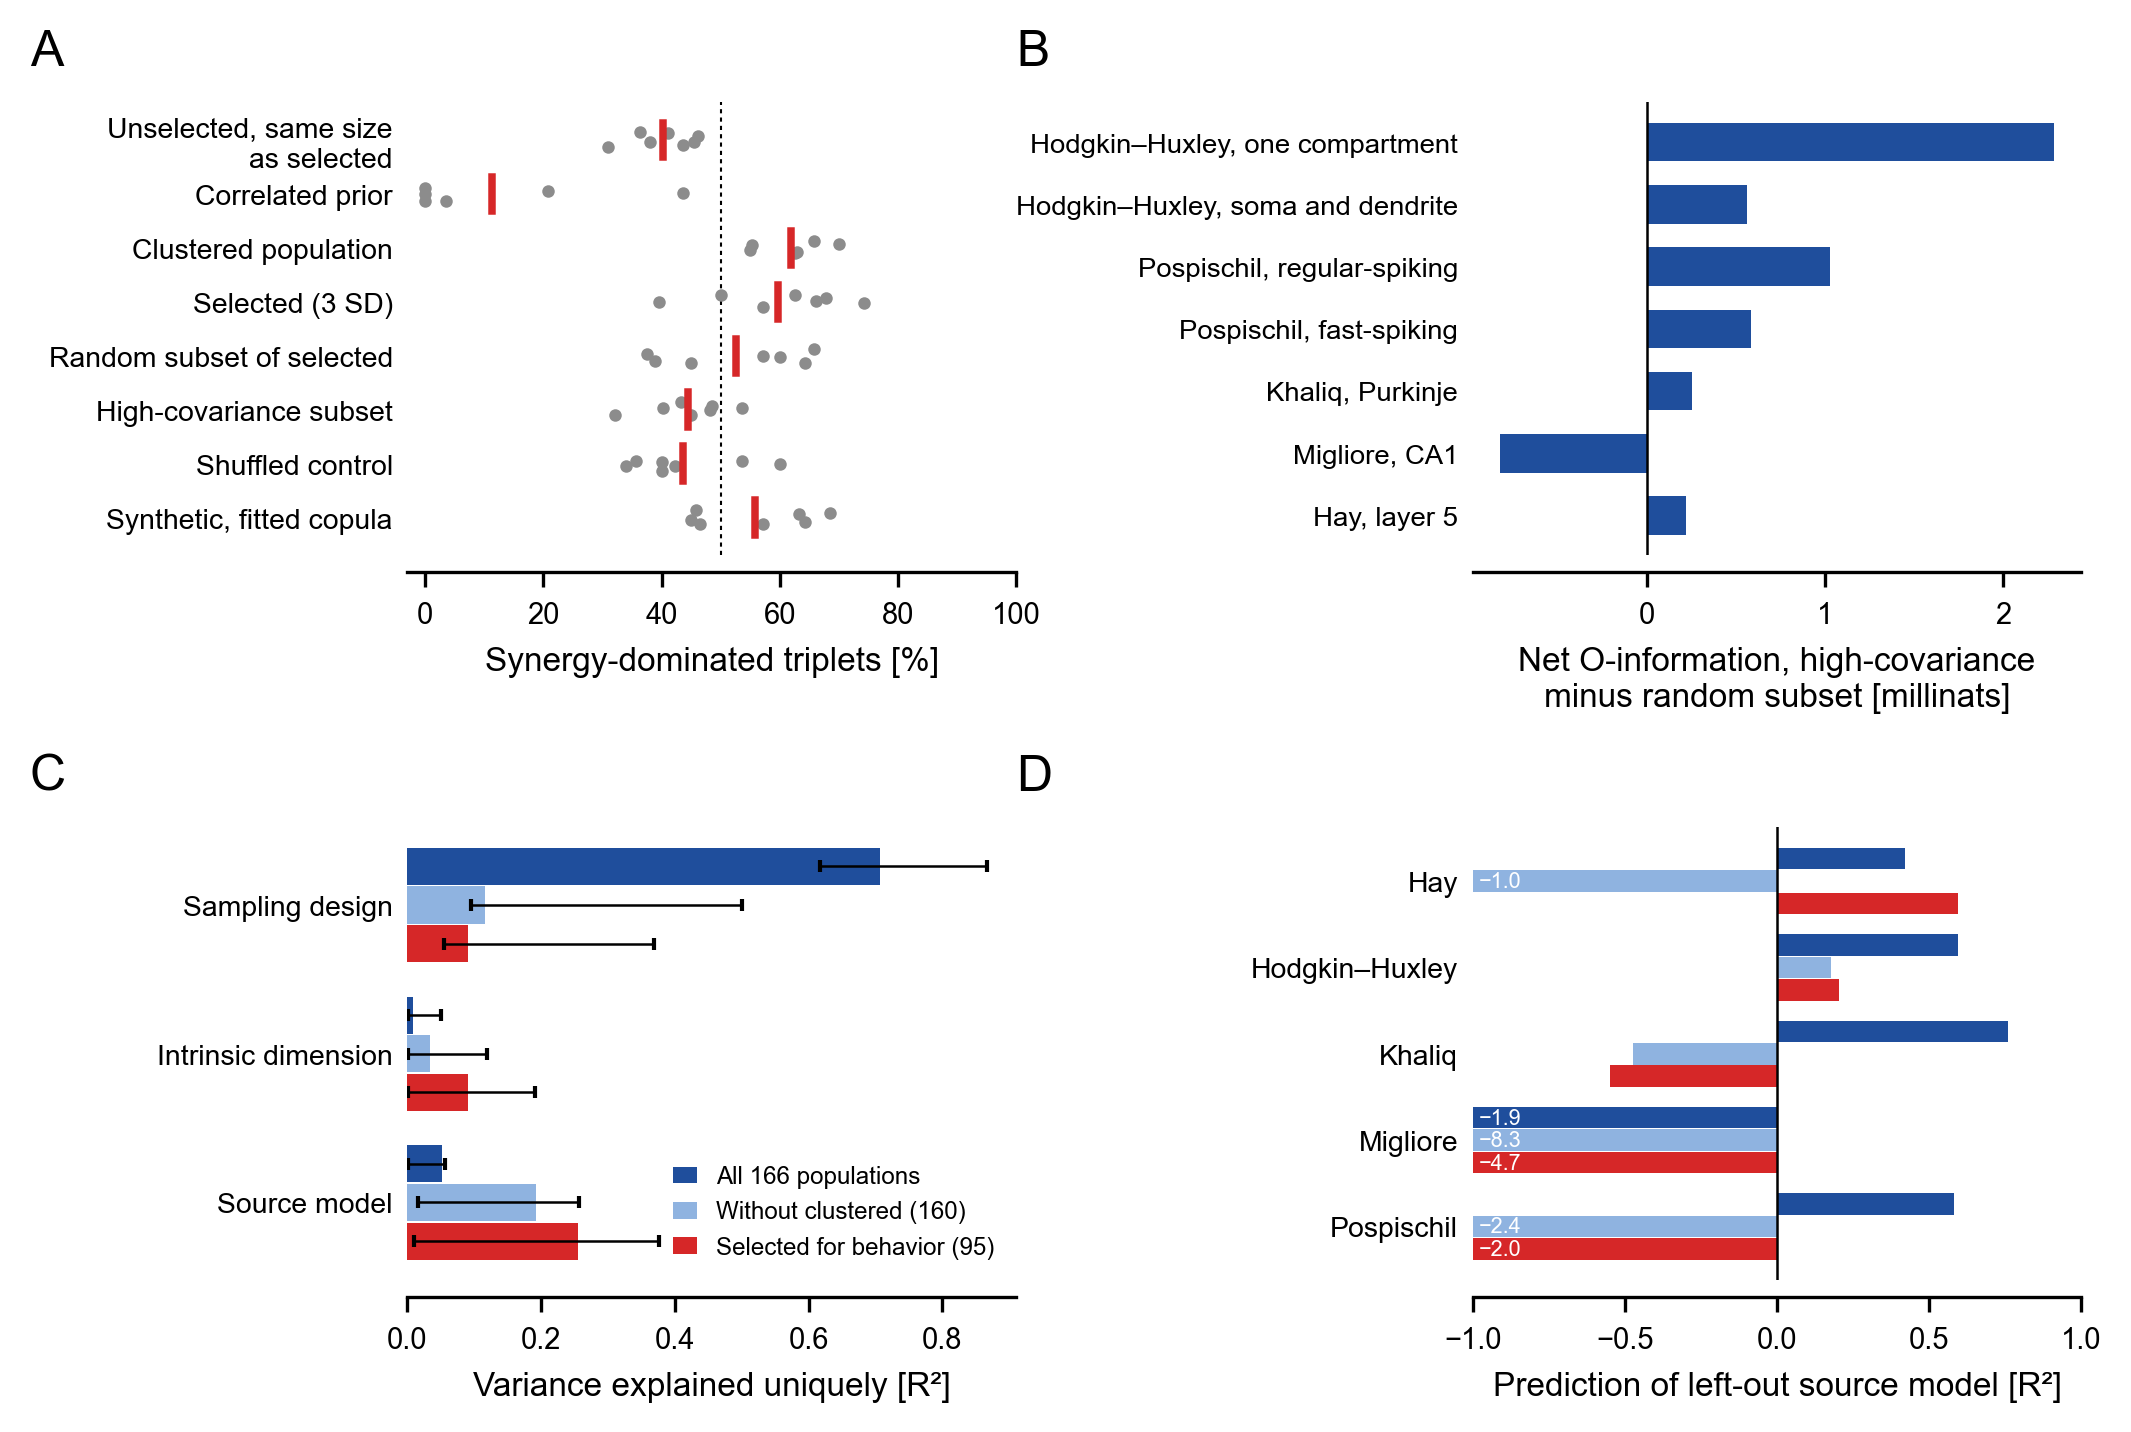 A
Unselected, same size
as selected
Correlated prior
Clustered population
Selected (3 SD)
Random subset of selected
High-covariance subset
Shuffled control
Synthetic, fitted copula
0 20 40 60 80 100
Synergy-dominated triplets [%]
B
Hodgkin–Huxley, one compartment
Hodgkin–Huxley, soma and dendrite
Pospischil, regular-spiking
Pospischil, fast-spiking
Khaliq, Purkinje
Migliore, CA1
Hay, layer 5
0 1 2
Net O-information, high-covariance
minus random subset [millinats]
C
Sampling design
Intrinsic dimension
Source model
All 166 populations
Without clustered (160)
Selected for behavior (95)
0.0 0.2 0.4 0.6 0.8
Variance explained uniquely [R²]
D
Hay
−1.0
Hodgkin–Huxley
Khaliq
Migliore
−1.9
−8.3
−4.7
Pospischil
−2.4
−2.0
−1.0 −0.5 0.0 0.5 1.0
Prediction of left-out source model [R²]